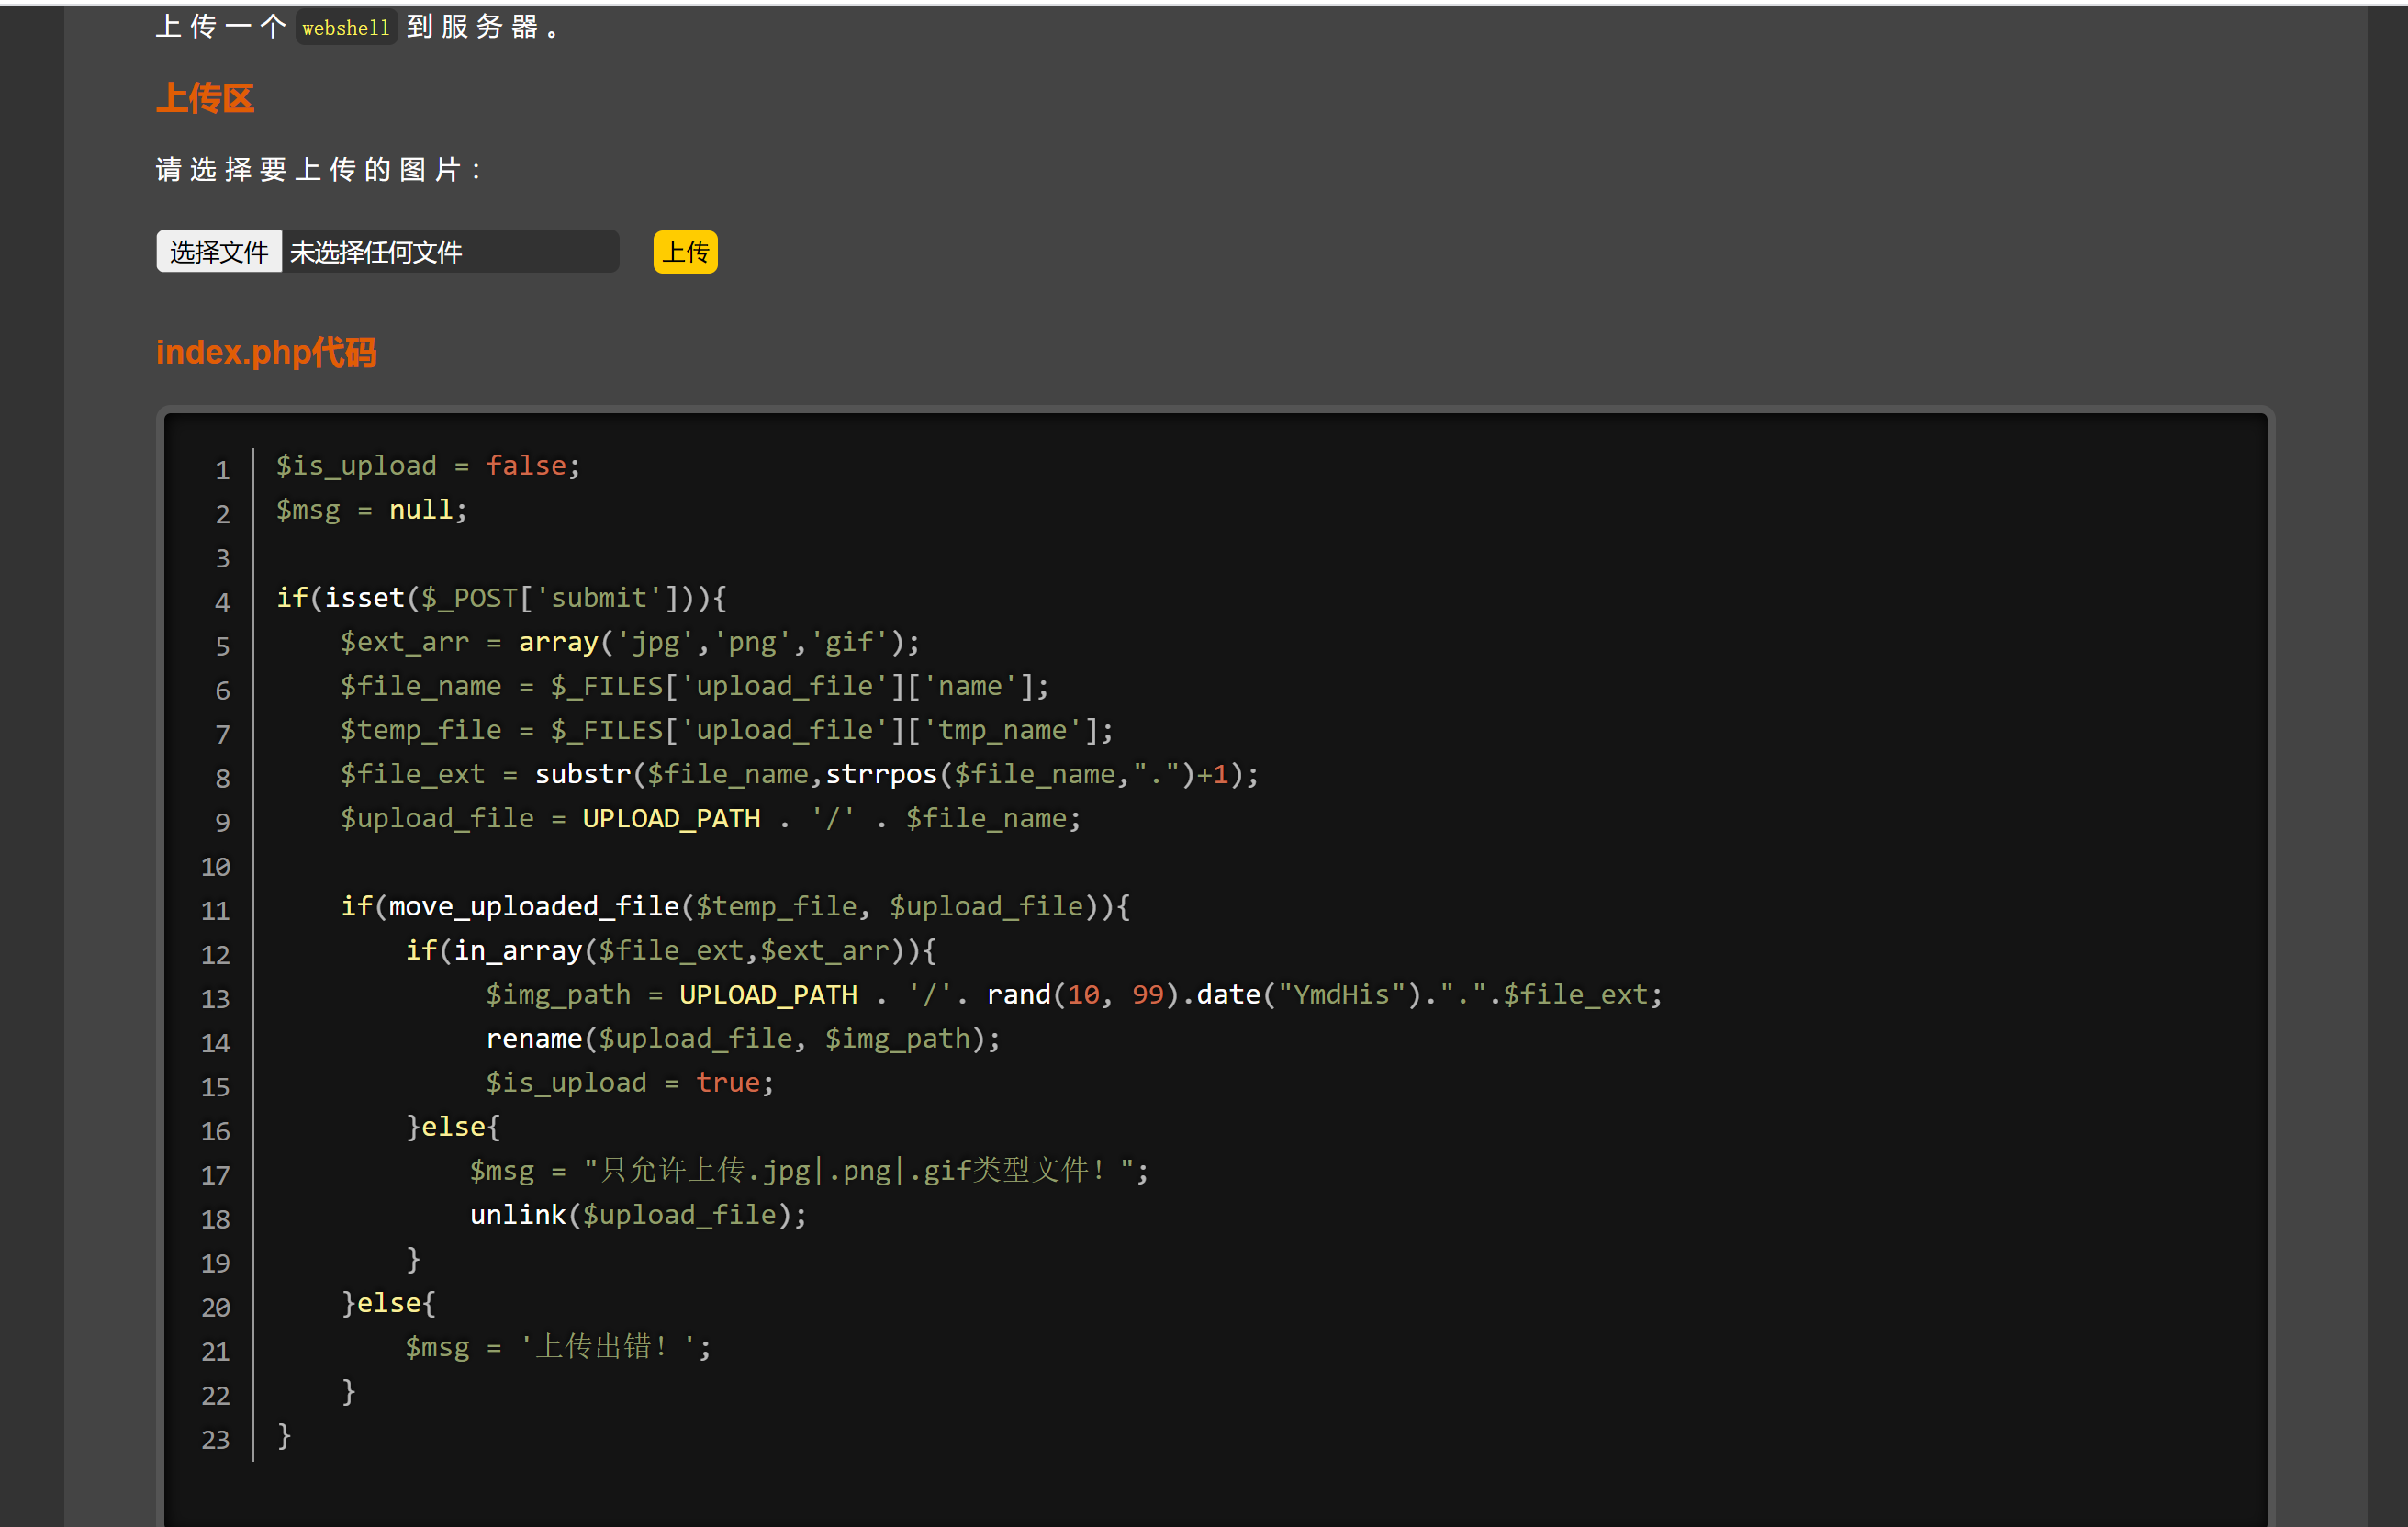 上传一个 webshell 到服务器。
上传区
请选择要上传的图片：
选择文件 未选择任何文件 上传
index.php代码
1 $is_upload = false;
2 $msg = null;
3
4 if(isset($_POST['submit'])){
5     $ext_arr = array('jpg','png','gif');
6     $file_name = $_FILES['upload_file']['name'];
7     $temp_file = $_FILES['upload_file']['tmp_name'];
8     $file_ext = substr($file_name,strrpos($file_name,".")+1);
9     $upload_file = UPLOAD_PATH . '/' . $file_name;
10
11     if(move_uploaded_file($temp_file, $upload_file)){
12         if(in_array($file_ext,$ext_arr)){
13              $img_path = UPLOAD_PATH . '/'. rand(10, 99).date("YmdHis").".".$file_ext;
14              rename($upload_file, $img_path);
15              $is_upload = true;
16         }else{
17             $msg = "只允许上传.jpg|.png|.gif类型文件！";
18             unlink($upload_file);
19         }
20     }else{
21         $msg = '上传出错！';
22     }
23 }